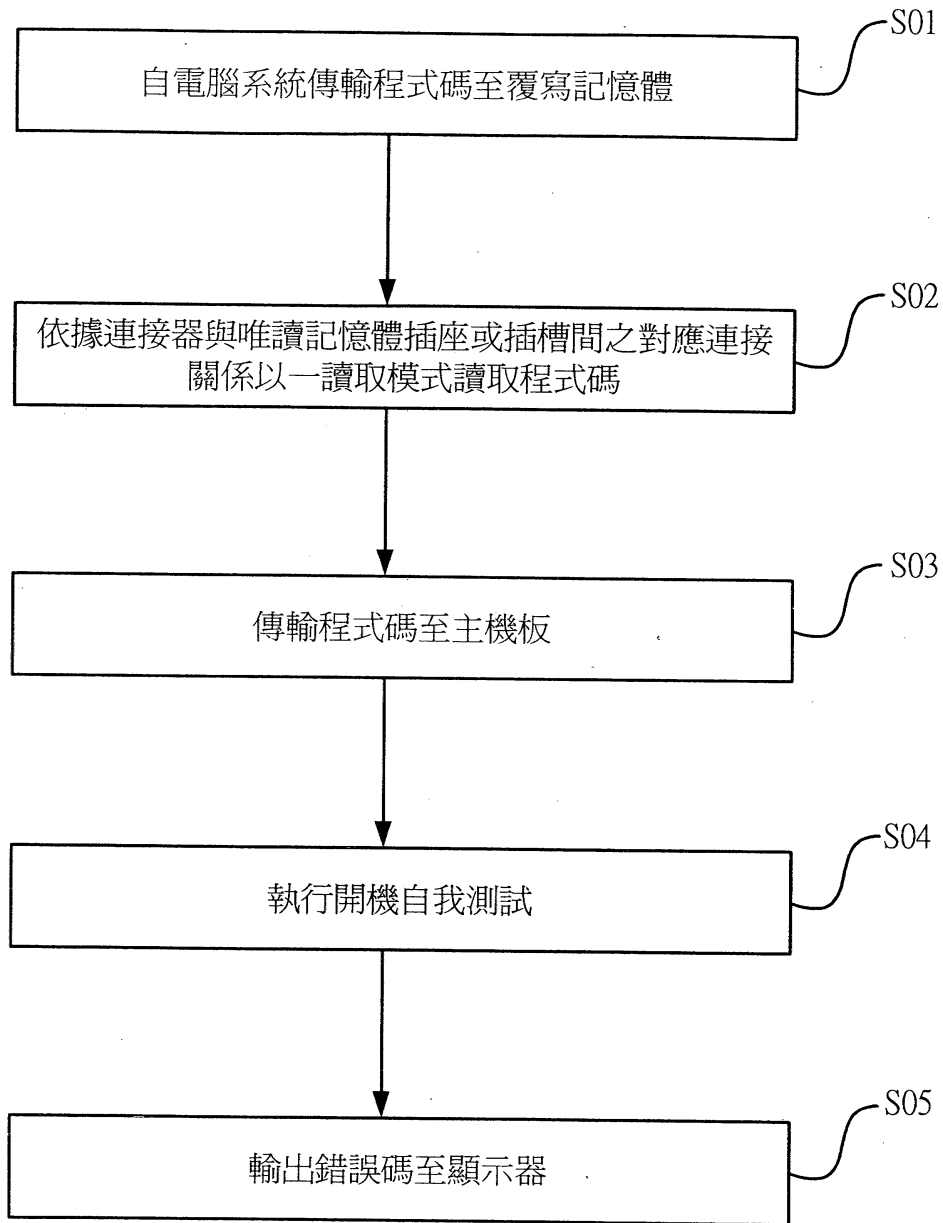 S01
自電腦系統傳輸程式碼至覆寫記憶體
S02
依據連接器與唯讀記憶體插座或插槽間之對應連接
關係以一讀取模式讀取程式碼
S03
傳輸程式碼至主機板
S04
執行開機自我測試
S05
輸出錯誤碼至顯示器